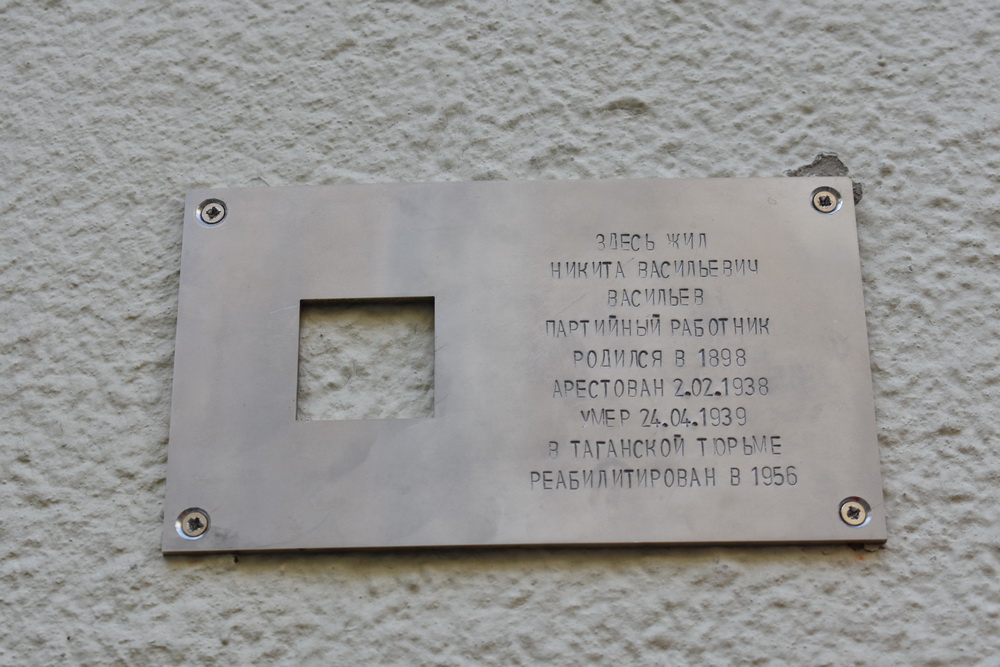 ЗДЕСЬ ЖИЛ
НИКИТА ВАСИЛЬЕВИЧ
ВАСИЛЬЕВ
ПАРТИЙНЫЙ РАБОТНИК
РОДИЛСЯ В 1898
АРЕСТОВАН 2.02.1938
УМЕР 24.04.1939
В ТАГАНСКОЙ ТЮРЬМЕ
РЕАБИЛИТИРОВАН В 1956